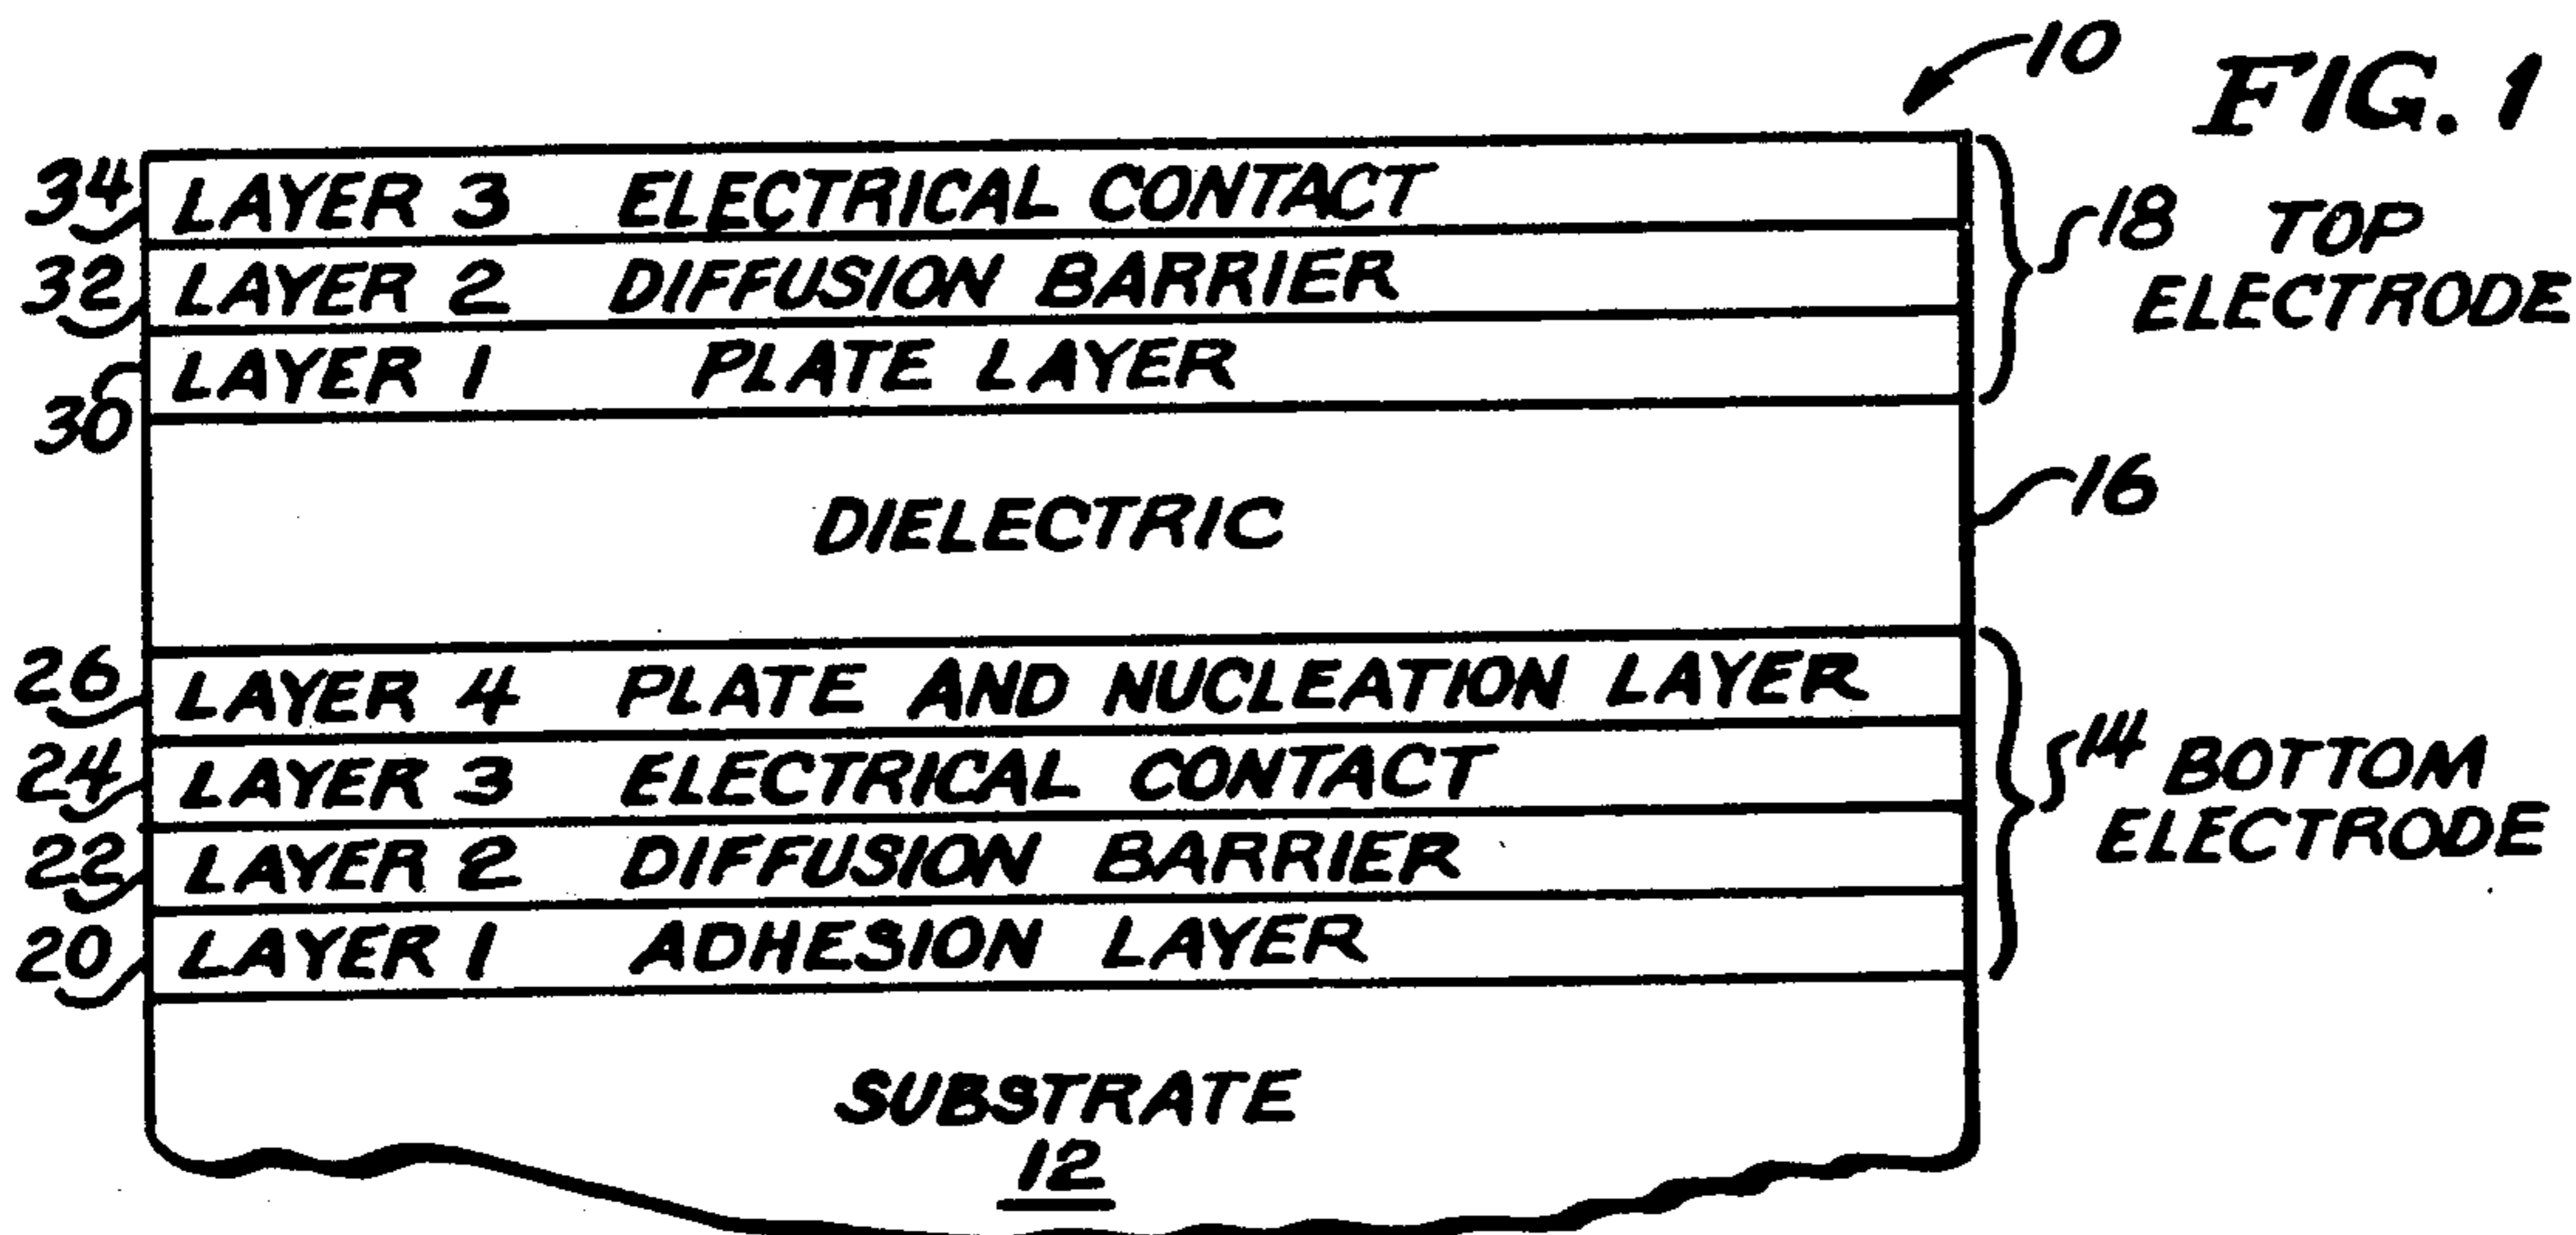 10 FIG. 1
34 LAYER 3 ELECTRICAL CONTACT
18 TOP ELECTRODE
32 LAYER 2 DIFFUSION BARRIER
30 LAYER 1 PLATE LAYER
DIELECTRIC
16
26 LAYER 4 PLATE AND NUCLEATION LAYER
24 LAYER 3 ELECTRICAL CONTACT
14 BOTTOM ELECTRODE
22 LAYER 2 DIFFUSION BARRIER
20 LAYER 1 ADHESION LAYER
SUBSTRATE
12